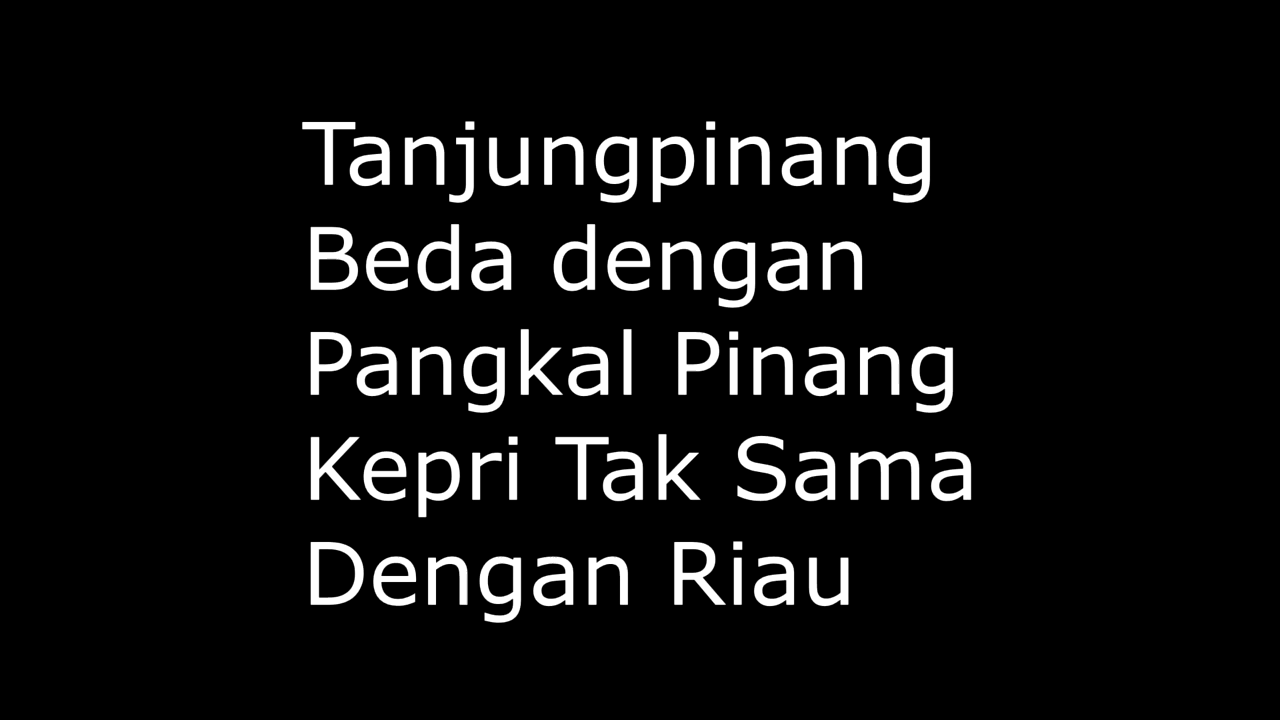 Tanjungpinang
Beda dengan
Pangkal Pinang
Kepri Tak Sama
Dengan Riau